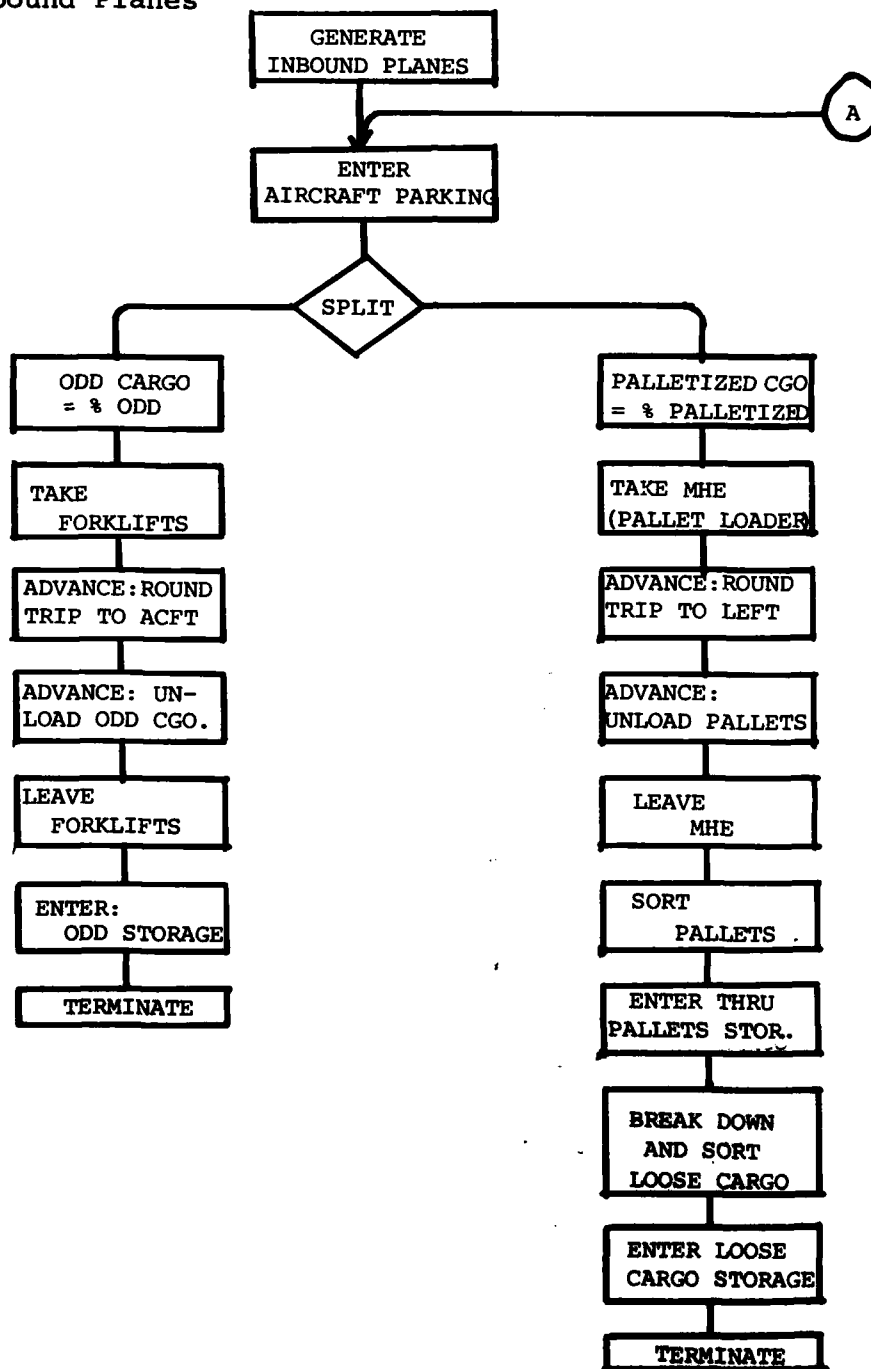 bound Planes
GENERATE
INBOUND PLANES
A
ENTER
AIRCRAFT PARKING
SPLIT
ODD CARGO
= % ODD
TAKE
FORKLIFTS
ADVANCE:ROUND
TRIP TO ACFT
ADVANCE: UN-
LOAD ODD CGO.
LEAVE
FORKLIFTS
ENTER:
ODD STORAGE
TERMINATE
PALLETIZED CGO
= % PALLETIZED
TAKE MHE
(PALLET LOADER)
ADVANCE:ROUND
TRIP TO LEFT
ADVANCE:
UNLOAD PALLETS
LEAVE
MHE
SORT
PALLETS
ENTER THRU
PALLETS STOR.
BREAK DOWN
AND SORT
LOOSE CARGO
ENTER LOOSE
CARGO STORAGE
TERMINATE